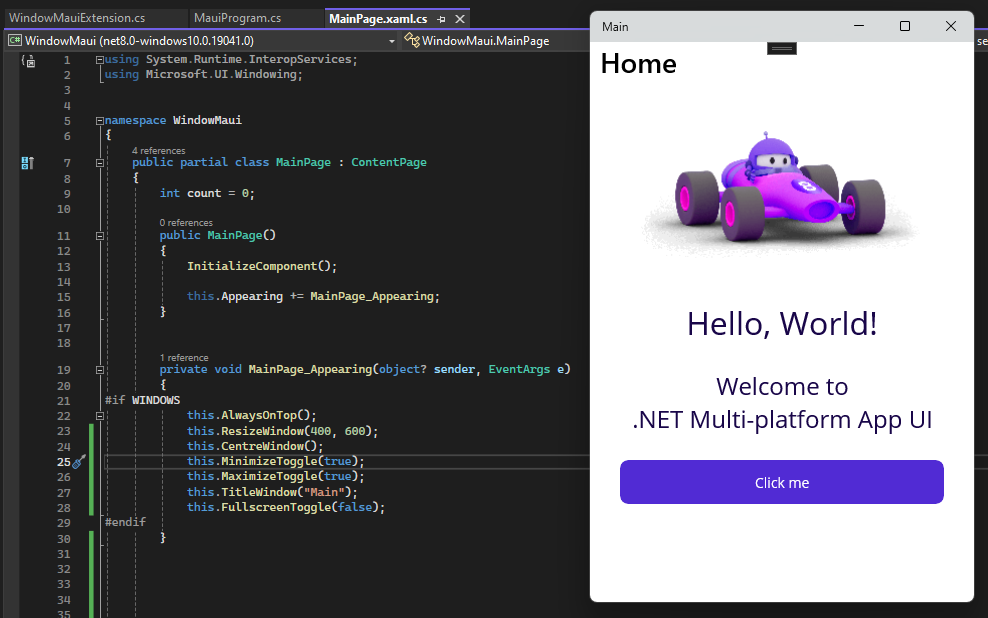 WindowMauiExtension.cs MauiProgram.cs MainPage.xaml.cs
C# WindowMaui (net8.0-windows10.0.19041.0) WindowMaui.MainPage
1 using System.Runtime.InteropServices;
2 using Microsoft.UI.Windowing;
3
4
5 namespace WindowMaui
6 {
4 references
7 public partial class MainPage : ContentPage
8 {
9 int count = 0;
10
0 references
11 public MainPage()
12 {
13 InitializeComponent();
14
15 this.Appearing += MainPage_Appearing;
16 }
17
18
1 reference
19 private void MainPage_Appearing(object? sender, EventArgs e)
20 {
21 #if WINDOWS
22 this.AlwaysOnTop();
23 this.ResizeWindow(400, 600);
24 this.CentreWindow();
25 this.MinimizeToggle(true);
26 this.MaximizeToggle(true);
27 this.TitleWindow("Main");
28 this.FullscreenToggle(false);
29 #endif
30 }
31
32
33
34
35
Main
Home
Hello, World!
Welcome to
.NET Multi-platform App UI
Click me